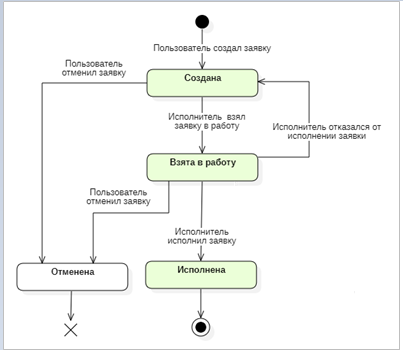 Пользователь создал заявку
Пользователь
отменил заявку
Создана
Исполнитель взял
заявку в работу
Исполнитель отказался от
исполнении заявки
Взята в работу
Пользователь
отменил заявку
Исполнитель
исполнил заявку
Отменена
Исполнена